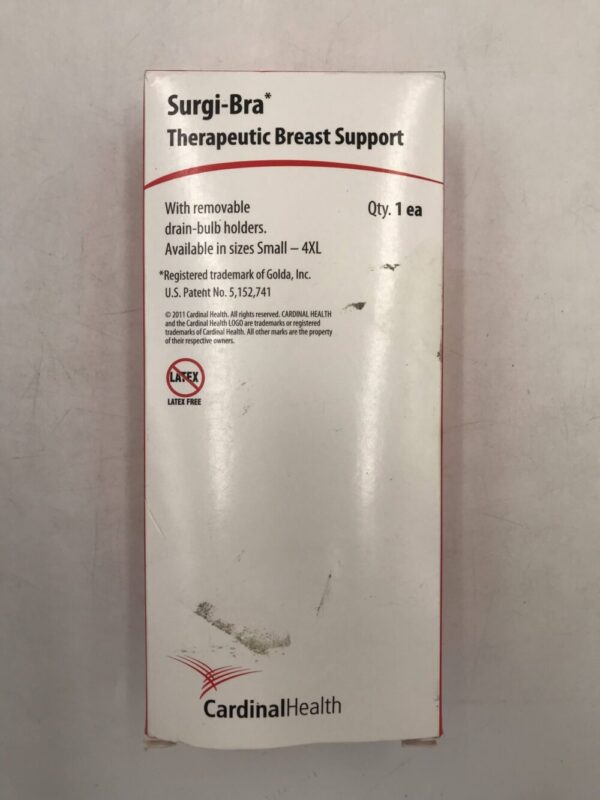 Surgi-Bra*
Therapeutic Breast Support
With removable
drain-bulb holders.
Available in sizes Small – 4XL
Qty. 1 ea
*Registered trademark of Golda, Inc.
U.S. Patent No. 5,152,741
© 2011 Cardinal Health. All rights reserved. CARDINAL HEALTH
and the Cardinal Health LOGO are trademarks or registered
trademarks of Cardinal Health. All other marks are the property
of their respective owners.
LATEX
LATEX FREE
CardinalHealth